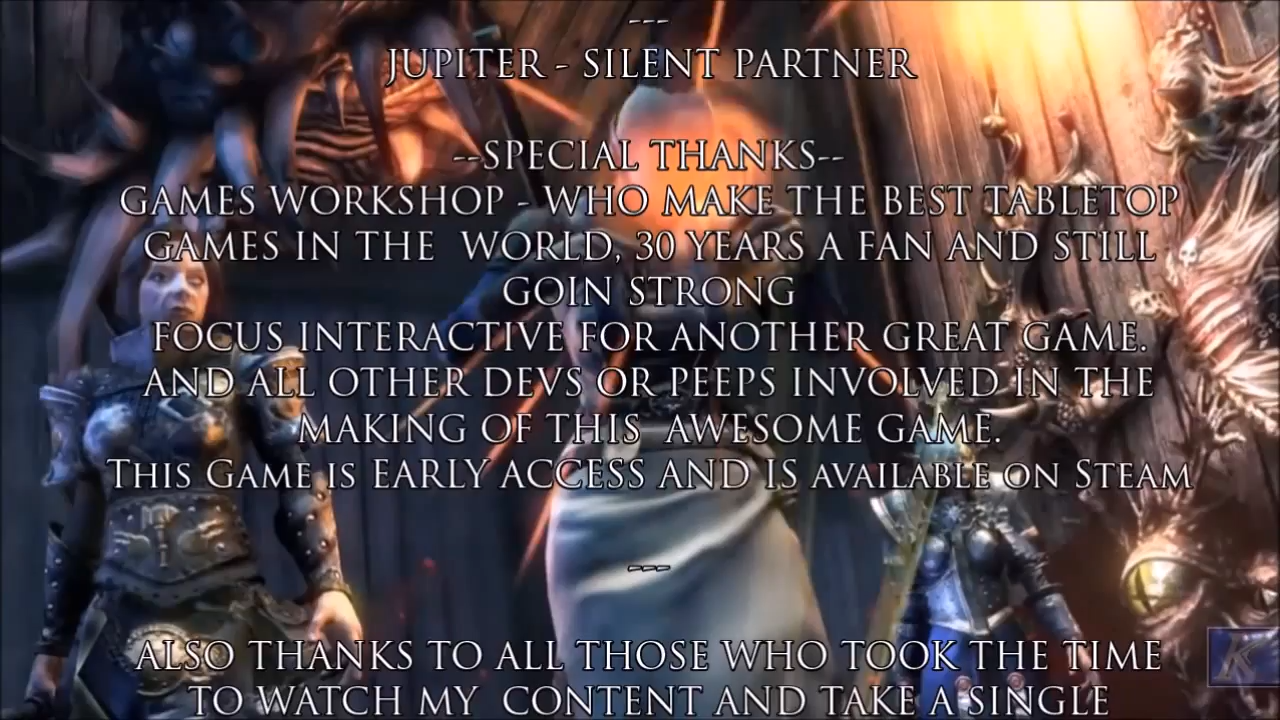 ---
JUPITER - SILENT PARTNER
--SPECIAL THANKS--
GAMES WORKSHOP - WHO MAKE THE BEST TABLETOP
GAMES IN THE  WORLD, 30 YEARS A FAN AND STILL
GOIN STRONG
FOCUS INTERACTIVE FOR ANOTHER GREAT GAME.
AND ALL OTHER DEVS OR PEEPS INVOLVED IN THE
MAKING OF THIS  AWESOME GAME.
This Game is EARLY ACCESS AND IS available on Steam
---
ALSO THANKS TO ALL THOSE WHO TOOK THE TIME
TO WATCH MY  CONTENT AND TAKE A SINGLE
K